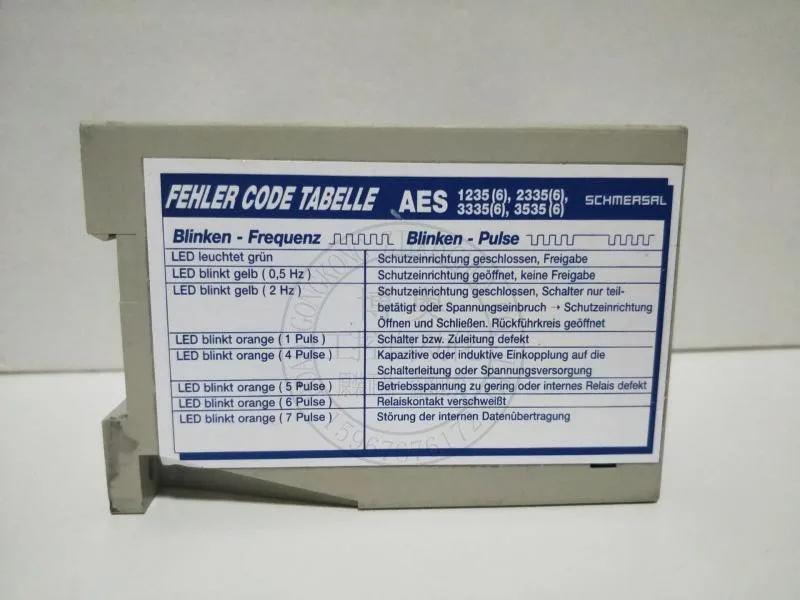 FEHLER CODE TABELLE AES 1235(6), 2335(6), 3335(6), 3535(6) SCHMERSAL
Blinken - Frequenz Blinken - Pulse
LED leuchtet grün Schutzeinrichtung geschlossen, Freigabe
LED blinkt gelb ( 0,5 Hz ) Schutzeinrichtung geöffnet, keine Freigabe
LED blinkt gelb ( 2 Hz ) Schutzeinrichtung geschlossen, Schalter nur teil-
betätigt oder Spannungseinbruch → Schutzeinrichtung
Öffnen und Schließen. Rückführkreis geöffnet
LED blinkt orange ( 1 Puls ) Schalter bzw. Zuleitung defekt
LED blinkt orange ( 4 Pulse ) Kapazitive oder induktive Einkopplung auf die
Schalterleitung oder Spannungsversorgung
LED blinkt orange ( 5 Pulse ) Betriebsspannung zu gering oder internes Relais defekt
LED blinkt orange ( 6 Pulse ) Relaiskontakt verschweißt
LED blinkt orange ( 7 Pulse ) Störung der internen Datenübertragung